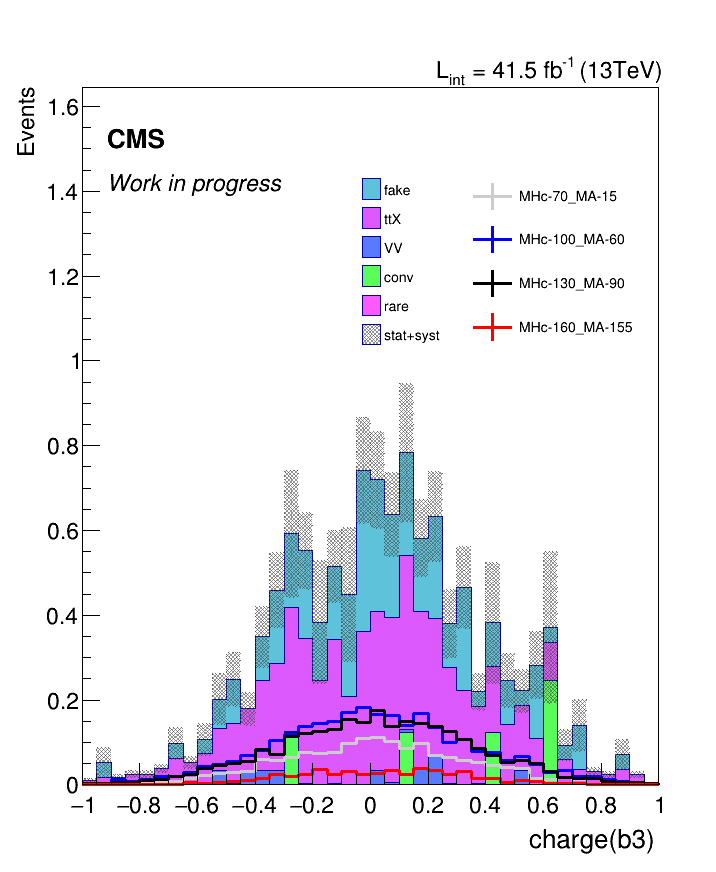 L_int = 41.5 fb^-1 (13TeV)
Events
CMS
Work in progress
fake
ttX
VV
conv
rare
stat+syst
MHc-70_MA-15
MHc-100_MA-60
MHc-130_MA-90
MHc-160_MA-155
1.6
1.4
1.2
1
0.8
0.6
0.4
0.2
0
−1 −0.8 −0.6 −0.4 −0.2 0 0.2 0.4 0.6 0.8 1
charge(b3)